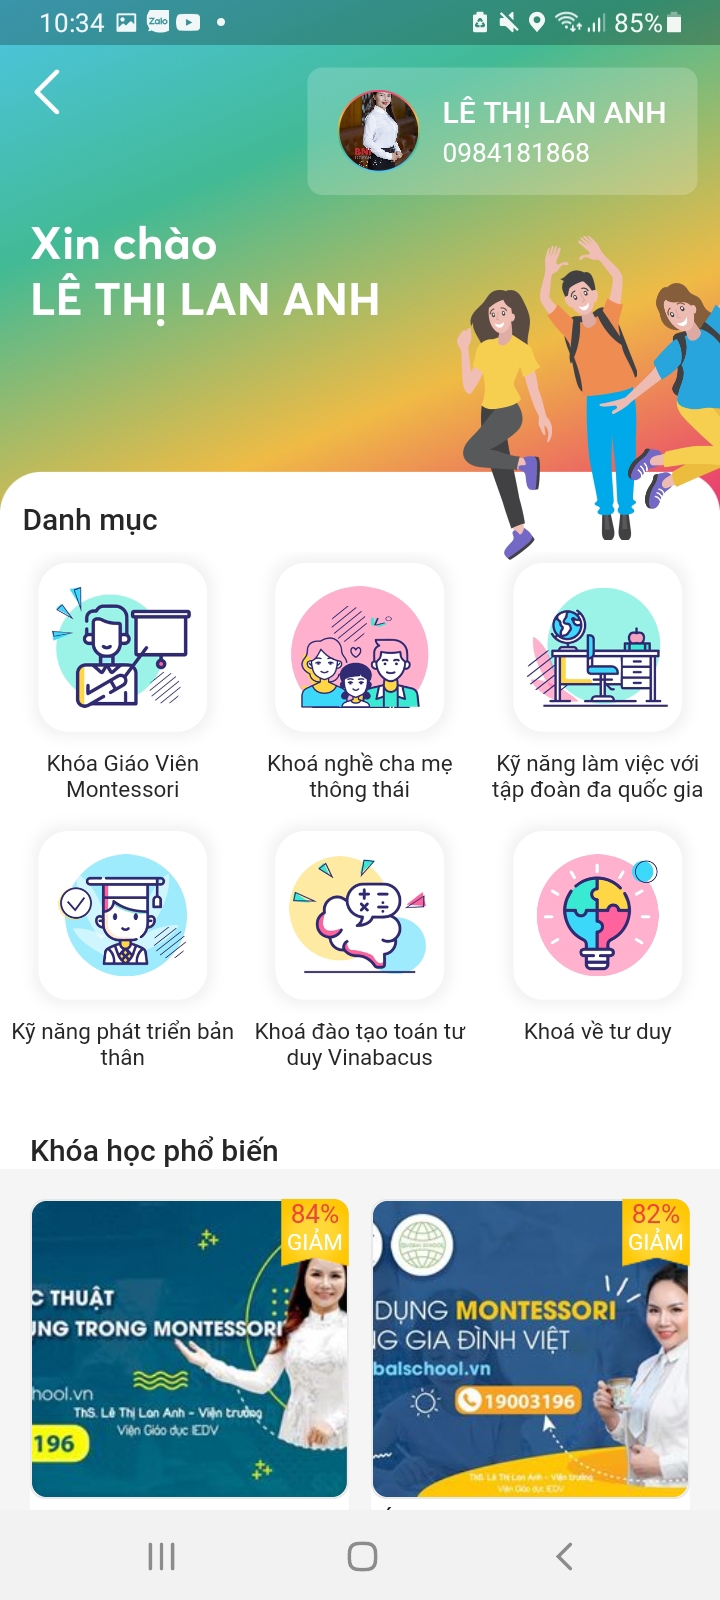 10:34
Zalo
85%
LÊ THỊ LAN ANH
0984181868
Xin chào
LÊ THỊ LAN ANH
Danh mục
Khóa Giáo Viên
Montessori
Khoá nghề cha mẹ
thông thái
Kỹ năng làm việc với
tập đoàn đa quốc gia
Kỹ năng phát triển bản
thân
Khoá đào tạo toán tư
duy Vinabacus
Khoá về tư duy
Khóa học phổ biến
84%
GIẢM
C THUẬT
ỤNG TRONG MONTESSORI
hool.vn
ThS. Lê Thị Lan Anh - Viện trưởng
Viện Giáo dục IEDV
196
82%
GIẢM
GLOBAL SCHOOL
DỤNG MONTESSORI
NG GIA ĐÌNH VIỆT
balschool.vn
19003196
ThS. Lê Thị Lan Anh - Viện trưởng
Viện Giáo dục IEDV